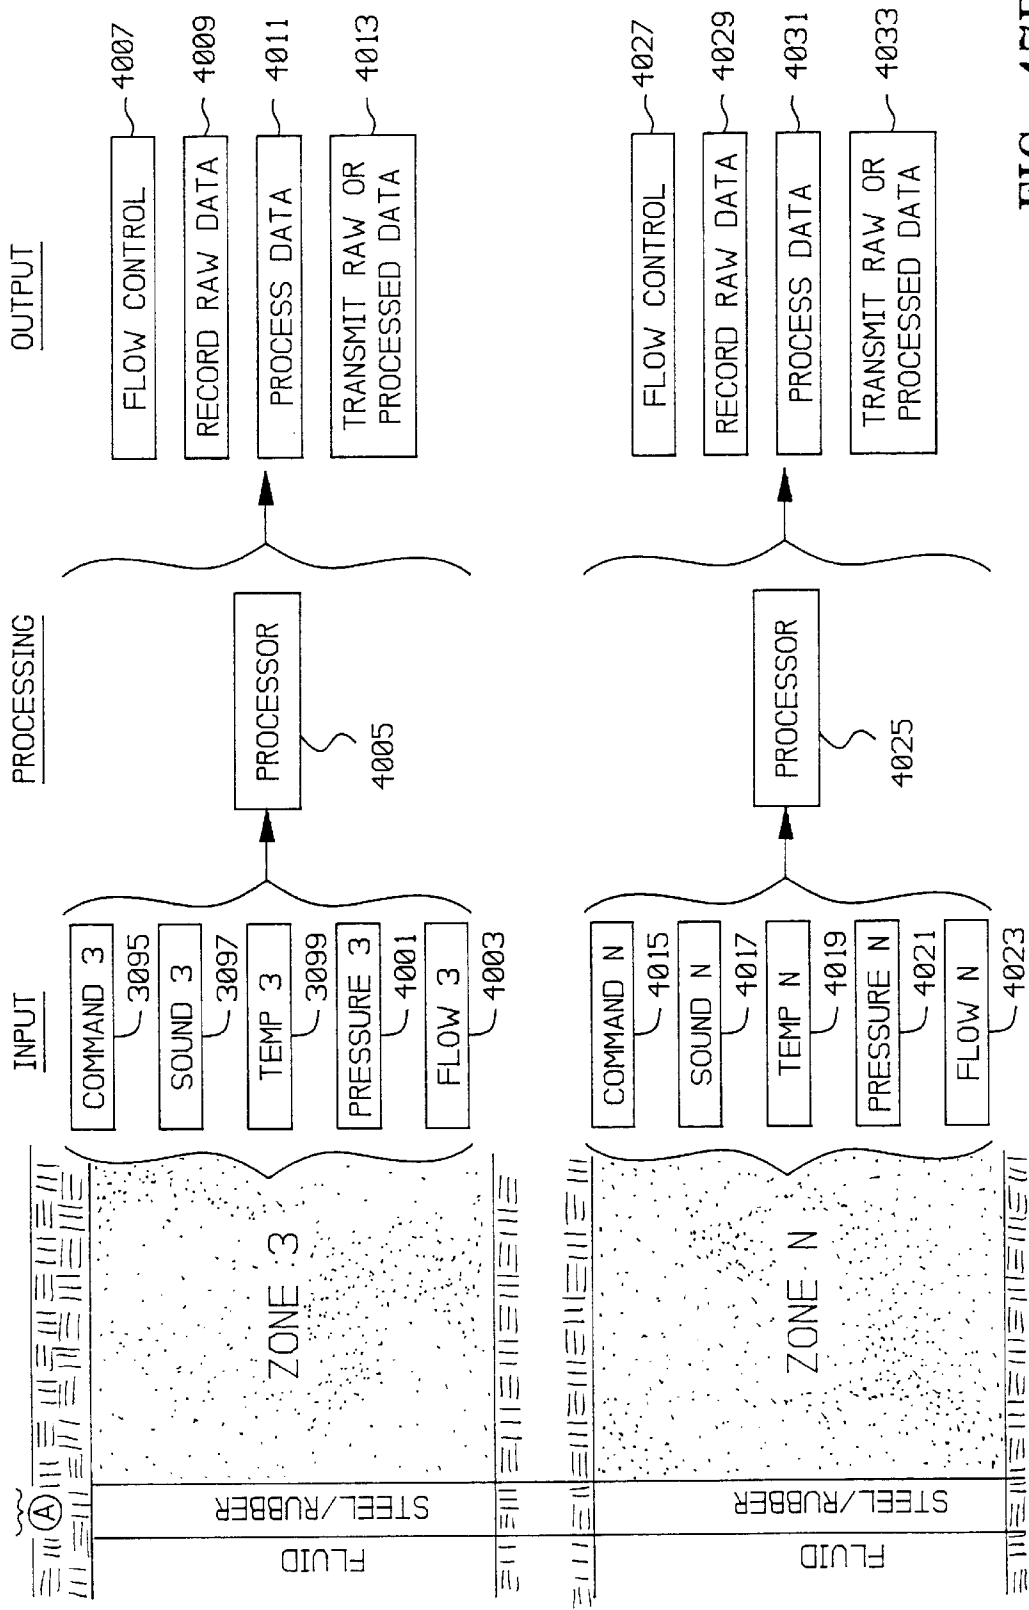 INPUT
PROCESSING
OUTPUT
A
FLUID
STEEL/RUBBER
ZONE 3
COMMAND 3
3095
SOUND 3
3097
TEMP 3
3099
PRESSURE 3
4001
FLOW 3
4003
PROCESSOR
4005
FLOW CONTROL
4007
RECORD RAW DATA
4009
PROCESS DATA
4011
TRANSMIT RAW OR
PROCESSED DATA
4013
FLUID
STEEL/RUBBER
ZONE N
COMMAND N
4015
SOUND N
4017
TEMP N
4019
PRESSURE N
4021
FLOW N
4023
PROCESSOR
4025
FLOW CONTROL
4027
RECORD RAW DATA
4029
PROCESS DATA
4031
TRANSMIT RAW OR
PROCESSED DATA
4033
FIG.